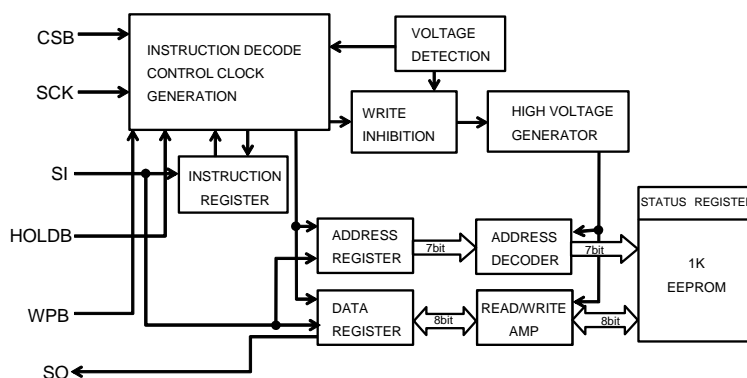 CSB
SCK
SI
HOLDB
WPB
SO
INSTRUCTION DECODE
CONTROL CLOCK
GENERATION
VOLTAGE
DETECTION
WRITE
INHIBITION
HIGH VOLTAGE
GENERATOR
INSTRUCTION
REGISTER
ADDRESS
REGISTER
7bit
ADDRESS
DECODER
7bit
DATA
REGISTER
8bit
READ/WRITE
AMP
8bit
STATUS REGISTER
1K
EEPROM